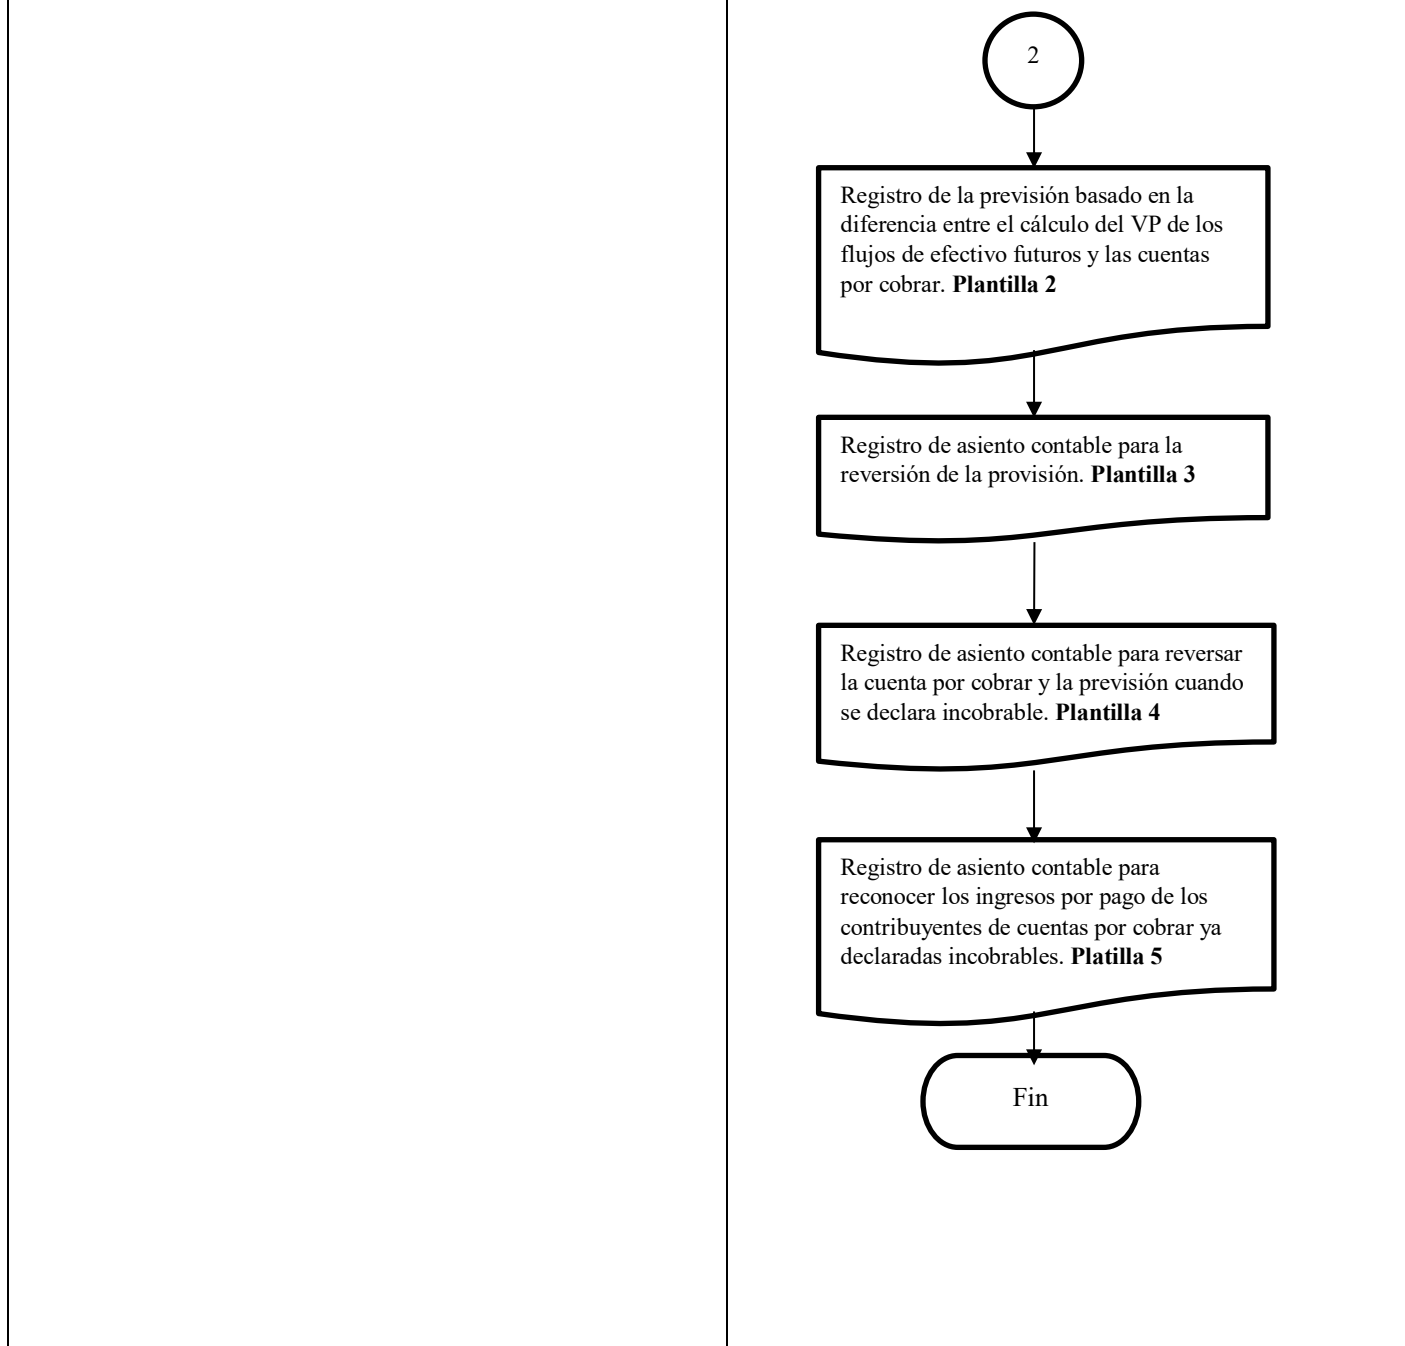 2
Registro de la previsión basado en la
diferencia entre el cálculo del VP de los
flujos de efectivo futuros y las cuentas
por cobrar. Plantilla 2
Registro de asiento contable para la
reversión de la provisión. Plantilla 3
Registro de asiento contable para reversar
la cuenta por cobrar y la previsión cuando
se declara incobrable. Plantilla 4
Registro de asiento contable para
reconocer los ingresos por pago de los
contribuyentes de cuentas por cobrar ya
declaradas incobrables. Platilla 5
Fin